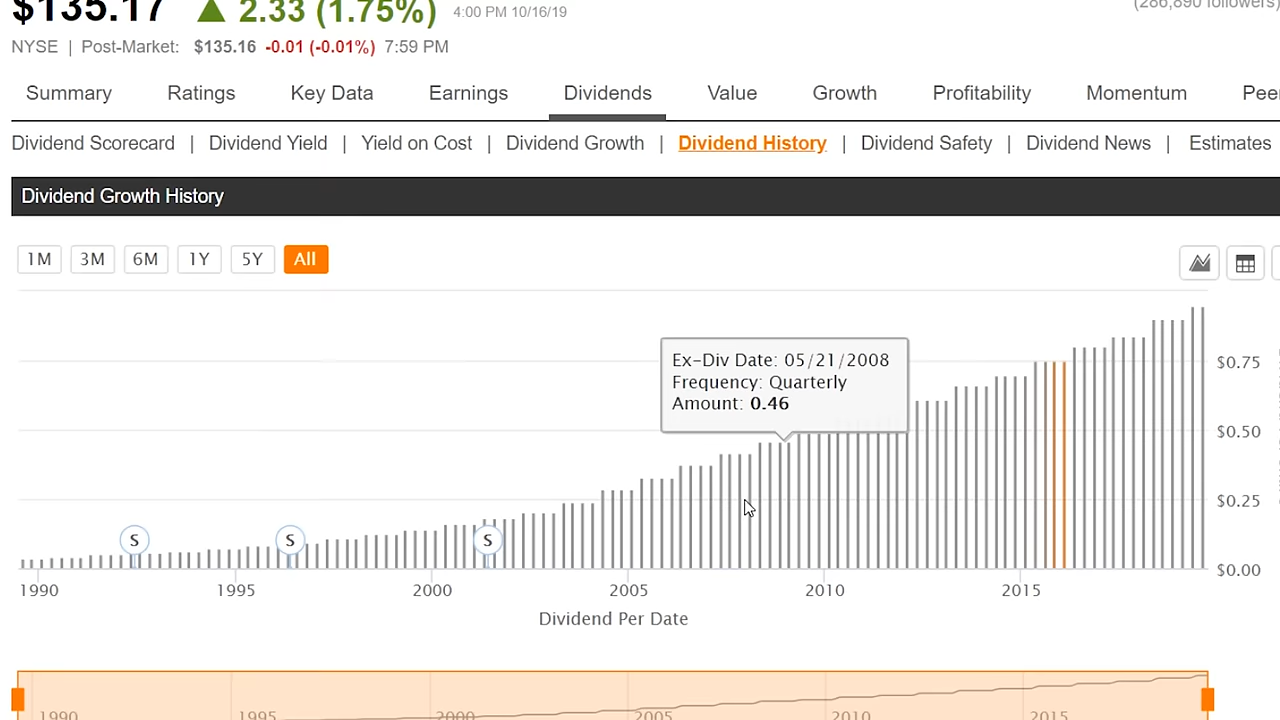 $135.17 ▲ 2.33 (1.75%) 4:00 PM 10/16/19 (286,890 followers)
NYSE | Post-Market: $135.16 -0.01 (-0.01%) 7:59 PM
Summary Ratings Key Data Earnings Dividends Value Growth Profitability Momentum Peer
Dividend Scorecard | Dividend Yield | Yield on Cost | Dividend Growth | Dividend History | Dividend Safety | Dividend News | Estimates
Dividend Growth History
1M 3M 6M 1Y 5Y All
Ex-Div Date: 05/21/2008
Frequency: Quarterly
Amount: 0.46
$0.75
$0.50
$0.25
$0.00
S S S
1990 1995 2000 2005 2010 2015
Dividend Per Date
1990 1995 2000 2005 2010 2015